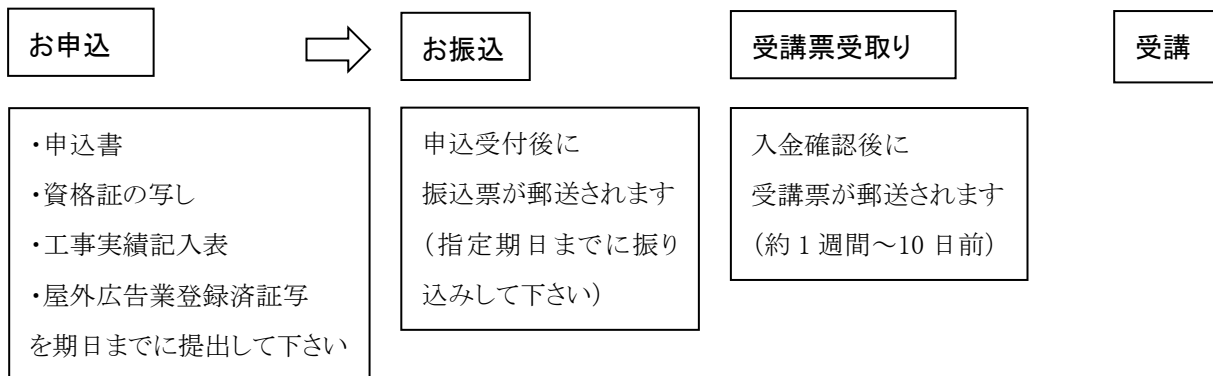 お申込
お振込
受講票受取り
受講
・申込書
・資格証の写し
・工事実績記入表
・屋外広告業登録済証写
を期日までに提出して下さい
申込受付後に
振込票が郵送されます
（指定期日までに振り
込みして下さい）
入金確認後に
受講票が郵送されます
（約 1 週間～10 日前）